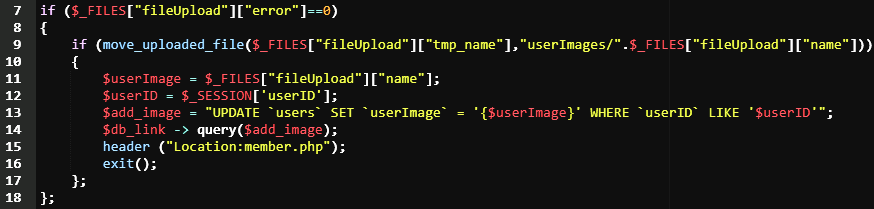 7 if ($_FILES["fileUpload"]["error"]==0)
8 {
9     if (move_uploaded_file($_FILES["fileUpload"]["tmp_name"],"userImages/".$_FILES["fileUpload"]["name"]))
10     {
11         $userImage = $_FILES["fileUpload"]["name"];
12         $userID = $_SESSION['userID'];
13         $add_image = "UPDATE `users` SET `userImage` = '{$userImage}' WHERE `userID` LIKE '$userID'";
14         $db_link -> query($add_image);
15         header ("Location:member.php");
16         exit();
17     };
18 };